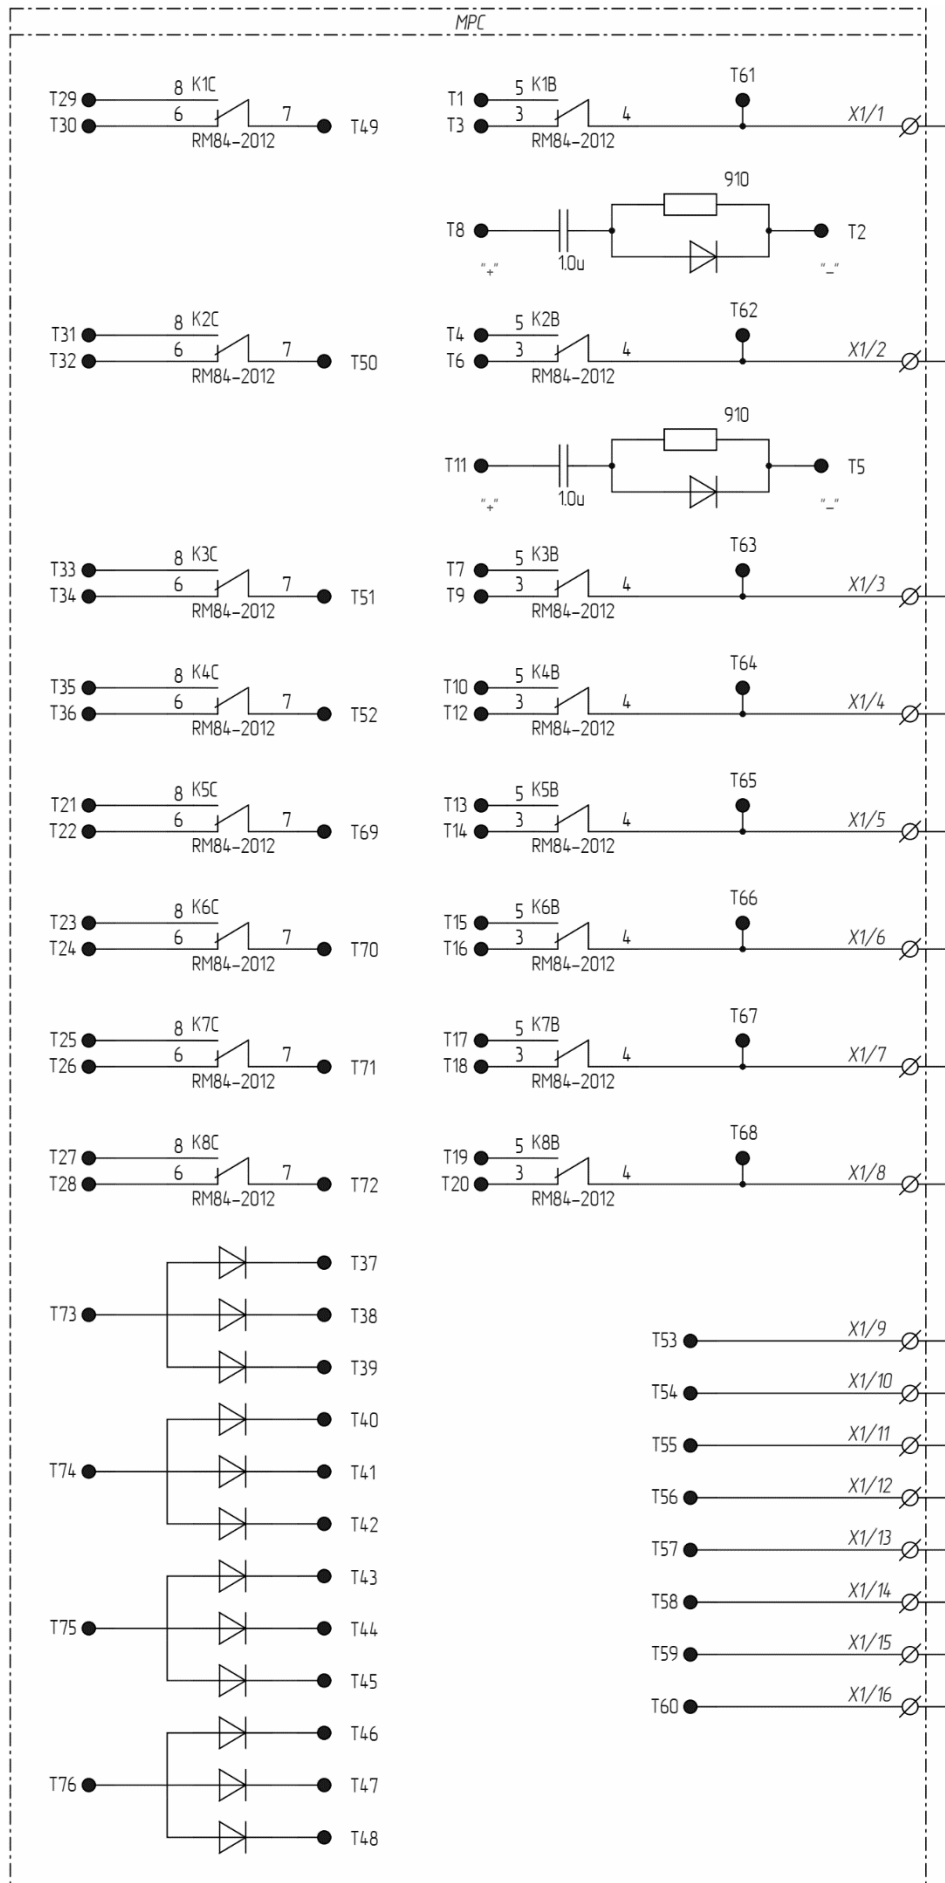 МРС
T29 8 K1C
T30 6 7 T49
RM84-2012
T1 5 K1B T61
T3 3 4 X1/1
RM84-2012
910
T8 1.0u T2
"+" "-"
T31 8 K2C
T32 6 7 T50
RM84-2012
T4 5 K2B T62
T6 3 4 X1/2
RM84-2012
910
T11 1.0u T5
"+" "-"
T33 8 K3C
T34 6 7 T51
RM84-2012
T7 5 K3B T63
T9 3 4 X1/3
RM84-2012
T35 8 K4C
T36 6 7 T52
RM84-2012
T10 5 K4B T64
T12 3 4 X1/4
RM84-2012
T21 8 K5C
T22 6 7 T69
RM84-2012
T13 5 K5B T65
T14 3 4 X1/5
RM84-2012
T23 8 K6C
T24 6 7 T70
RM84-2012
T15 5 K6B T66
T16 3 4 X1/6
RM84-2012
T25 8 K7C
T26 6 7 T71
RM84-2012
T17 5 K7B T67
T18 3 4 X1/7
RM84-2012
T27 8 K8C
T28 6 7 T72
RM84-2012
T19 5 K8B T68
T20 3 4 X1/8
RM84-2012
T37
T73 T38
T39
T40
T74 T41
T42
T43
T75 T44
T45
T46
T76 T47
T48
T53 X1/9
T54 X1/10
T55 X1/11
T56 X1/12
T57 X1/13
T58 X1/14
T59 X1/15
T60 X1/16